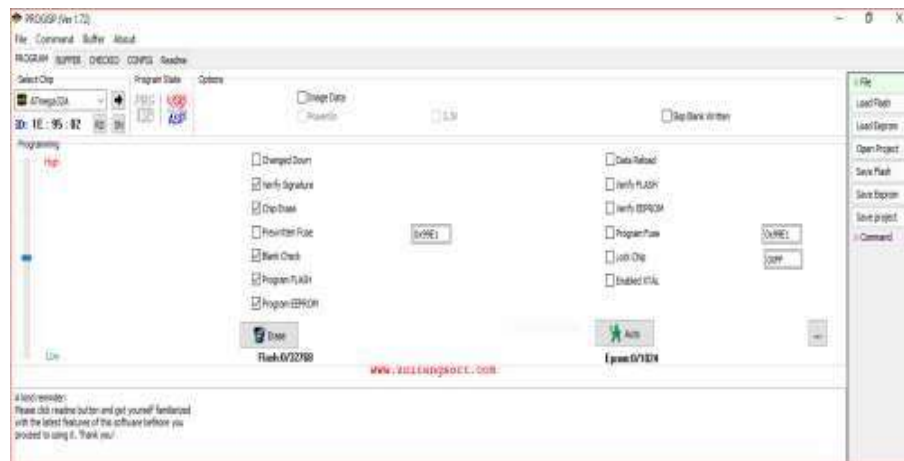 PROGISP (Ver 1.72)
File Command Buffer About
PROGRAM BUFFER CHECKED CONFIG Readme
Select Chip Program State Options
ATmega32A
PRG USB
ISP ASP
ID: 1E:95:02 RD
Image Data
PowerOn
Skip Blank Written
Programming
High
Changed Down
Verify Signature
Chip Erase
Prewritten Fuse 0x99E1
Blank Check
Program FLASH
Program EEPROM
Data Reload
Verify FLASH
Verify EEPROM
Program Fuse 0x99E1
Lock Chip 0xFF
Enabled XTAL
Low
Erase
Auto
...
Flash:0/32768
Eprom:0/1024
File
Load Flash
Load Eeprom
Open Project
Save Flash
Save Eeprom
Save project
Command
A kind reminder:
Please click readme button and get yourself familiarized
with the latest features of this software before you
proceed to using it. Thank you!